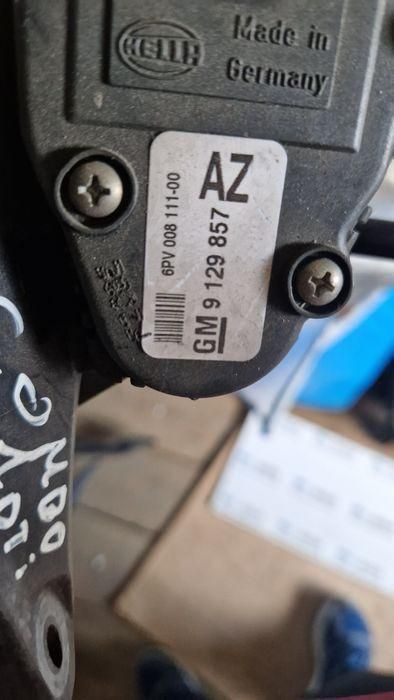 HELLA
Made in
Germany
AZ
6PV 008 111-00
GM 9 129 857